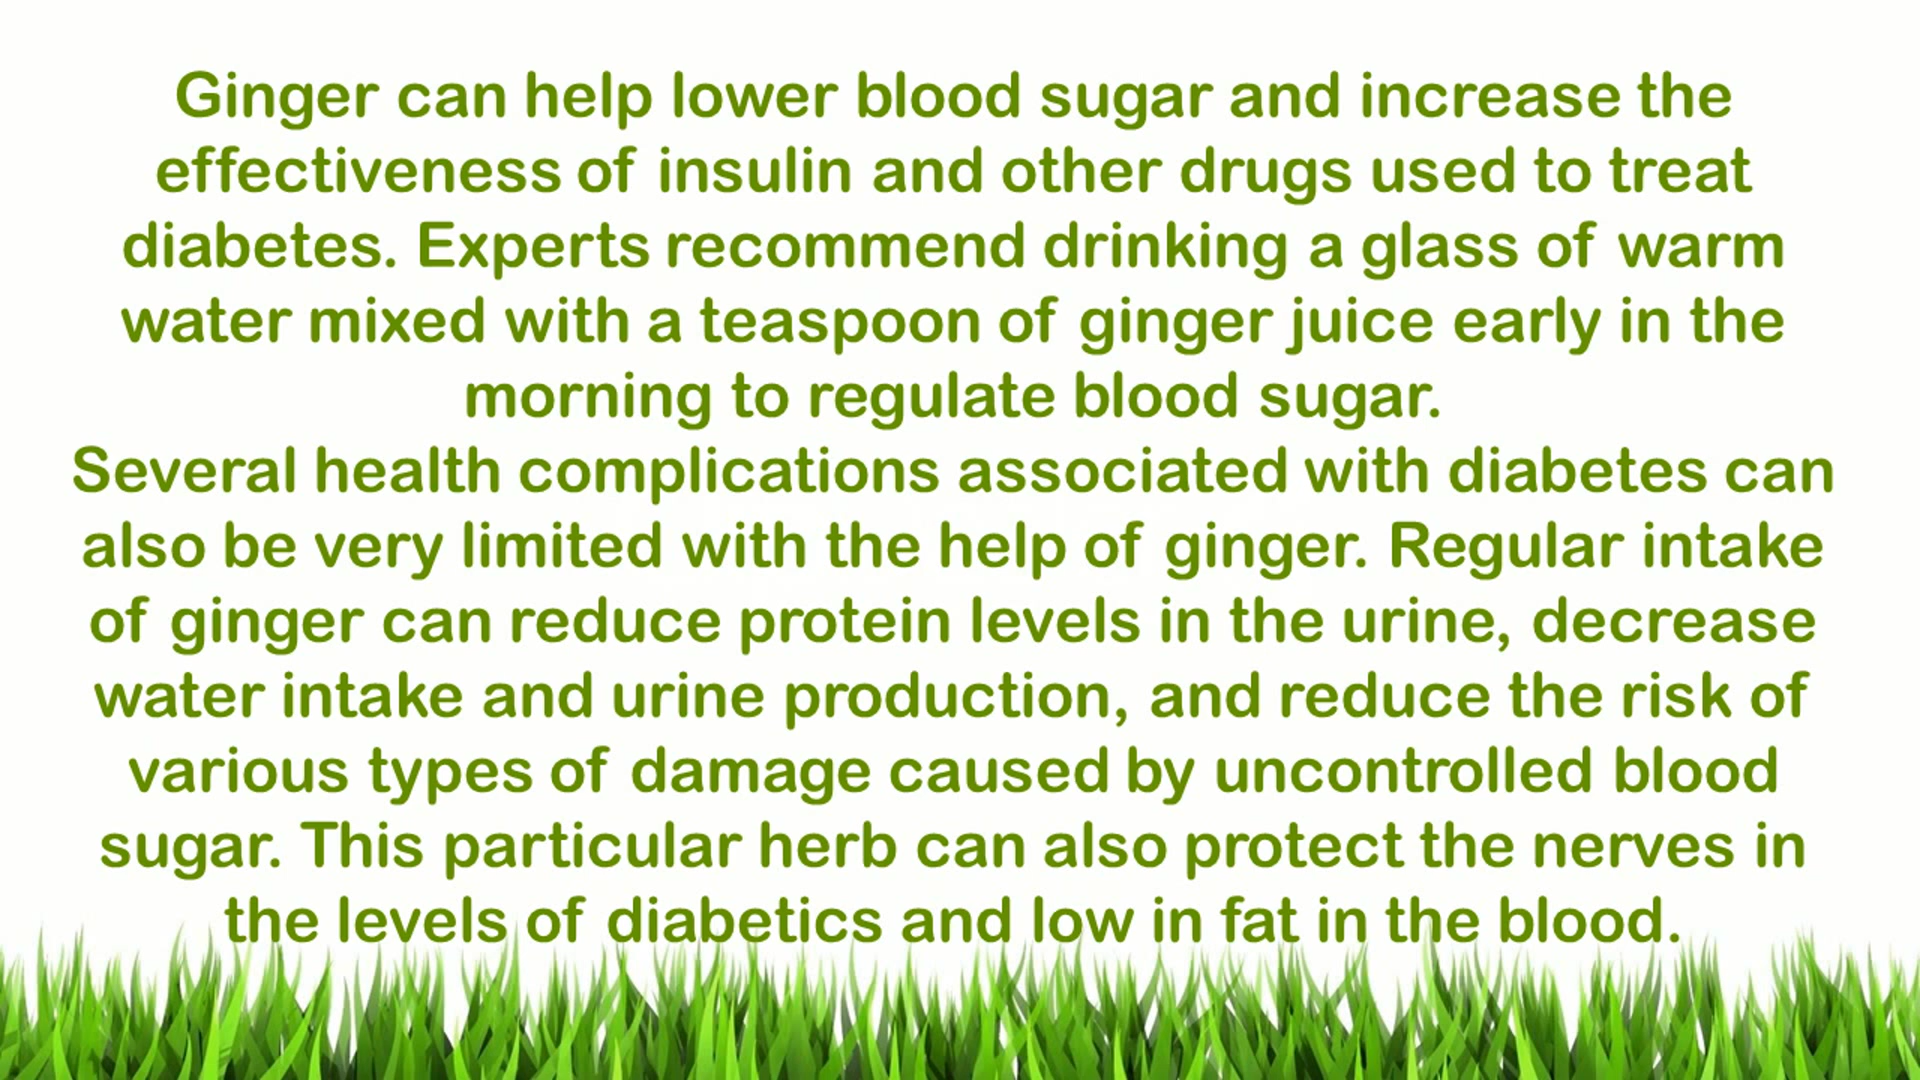 Ginger can help lower blood sugar and increase the
effectiveness of insulin and other drugs used to treat
diabetes. Experts recommend drinking a glass of warm
water mixed with a teaspoon of ginger juice early in the
morning to regulate blood sugar.
Several health complications associated with diabetes can
also be very limited with the help of ginger. Regular intake
of ginger can reduce protein levels in the urine, decrease
water intake and urine production, and reduce the risk of
various types of damage caused by uncontrolled blood
sugar. This particular herb can also protect the nerves in
the levels of diabetics and low in fat in the blood.